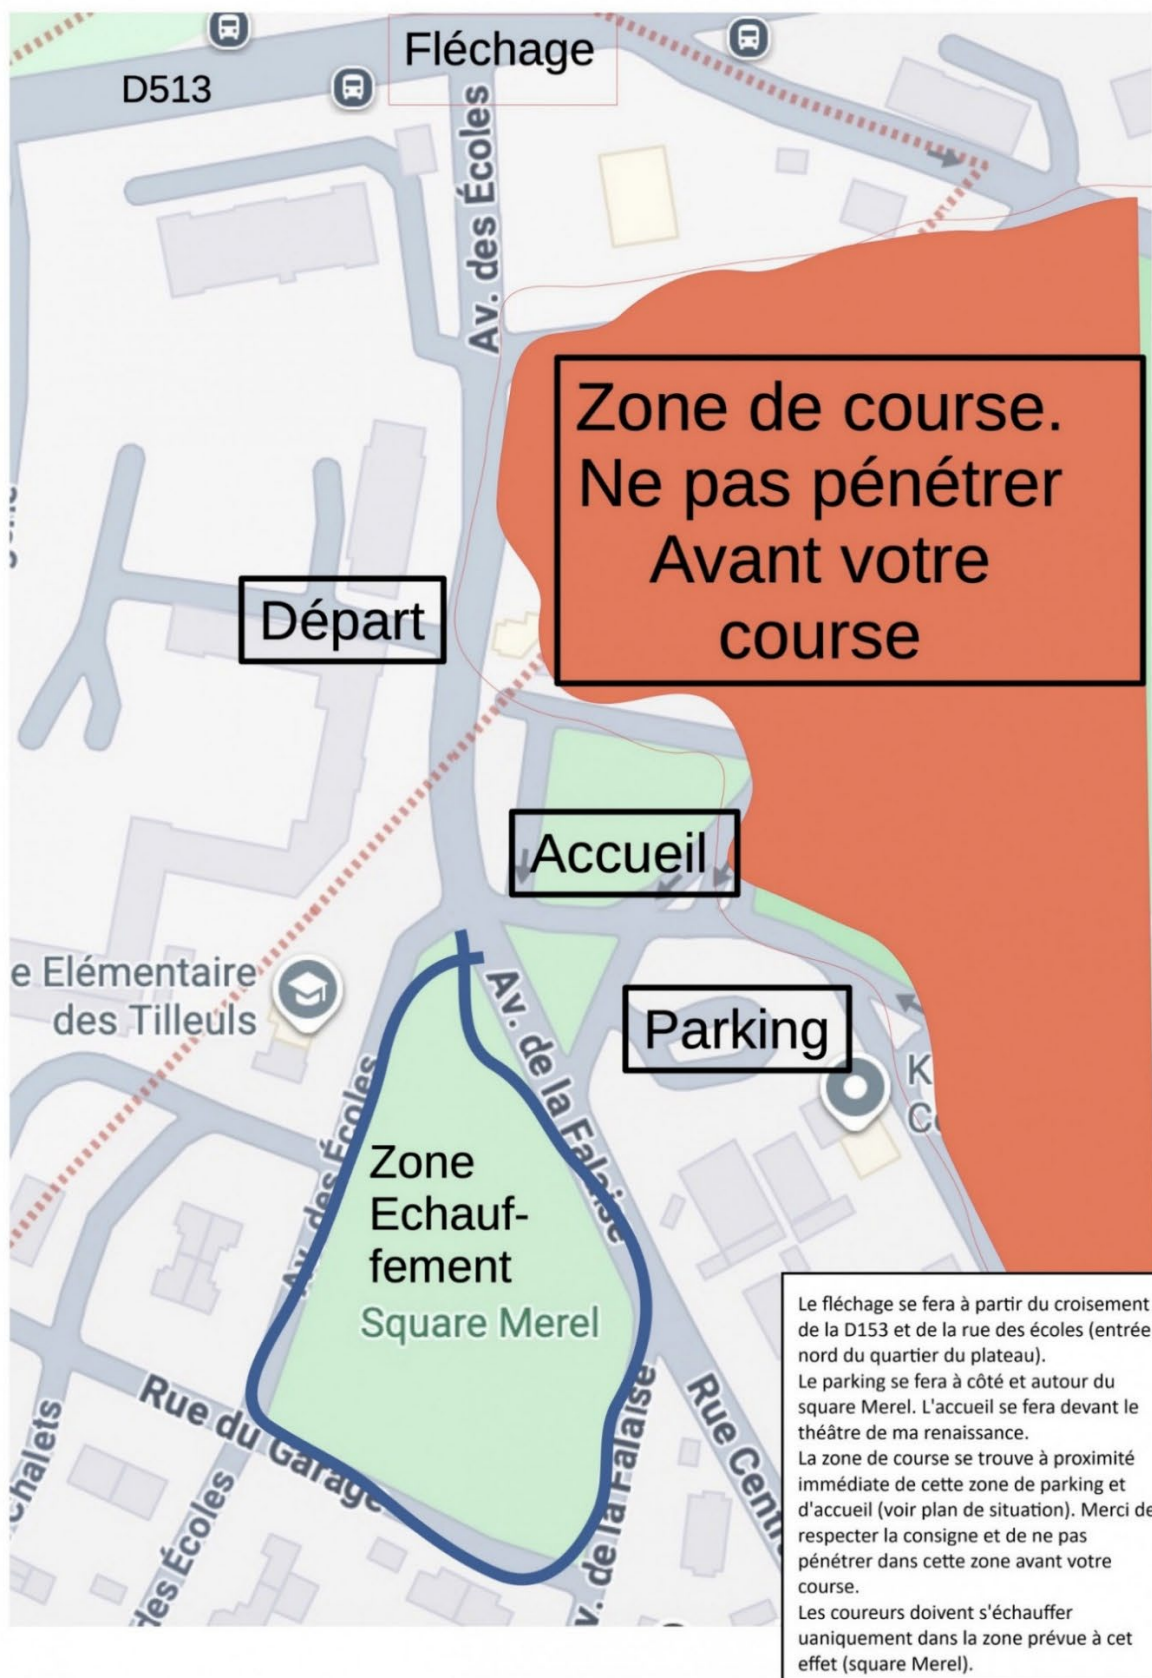 Fléchage
D513
Av. des Écoles
Zone de course.
Ne pas pénétrer
Avant votre
course
Départ
Accueil
e Elémentaire
des Tilleuls
Av. de la Falaise
Parking
K
Av. des Écoles
Zone
Echauf-
fement
Square Merel
Rue du Garage
Rue Centr
Chalets
des Écoles
v. de la Falaise
Le fléchage se fera à partir du croisement
de la D153 et de la rue des écoles (entrée
nord du quartier du plateau).
Le parking se fera à côté et autour du
square Merel. L'accueil se fera devant le
théâtre de ma renaissance.
La zone de course se trouve à proximité
immédiate de cette zone de parking et
d'accueil (voir plan de situation). Merci de
respecter la consigne et de ne pas
pénétrer dans cette zone avant votre
course.
Les coureurs doivent s'échauffer
uaniquement dans la zone prévue à cet
effet (square Merel).